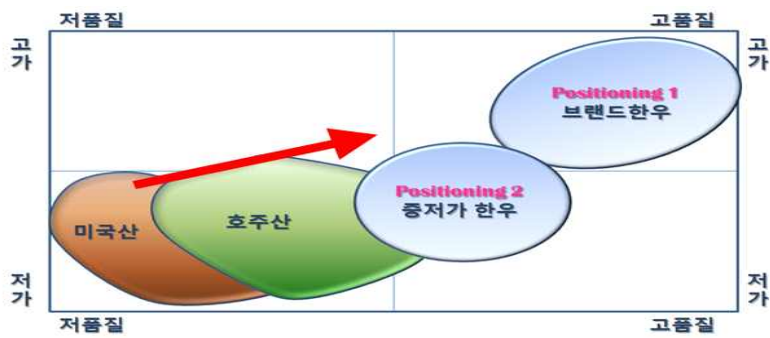 저품질 고품질
고가 고가
Positioning 1
브랜드한우
Positioning 2
중저가 한우
호주산
미국산
저가 저가
저품질 고품질